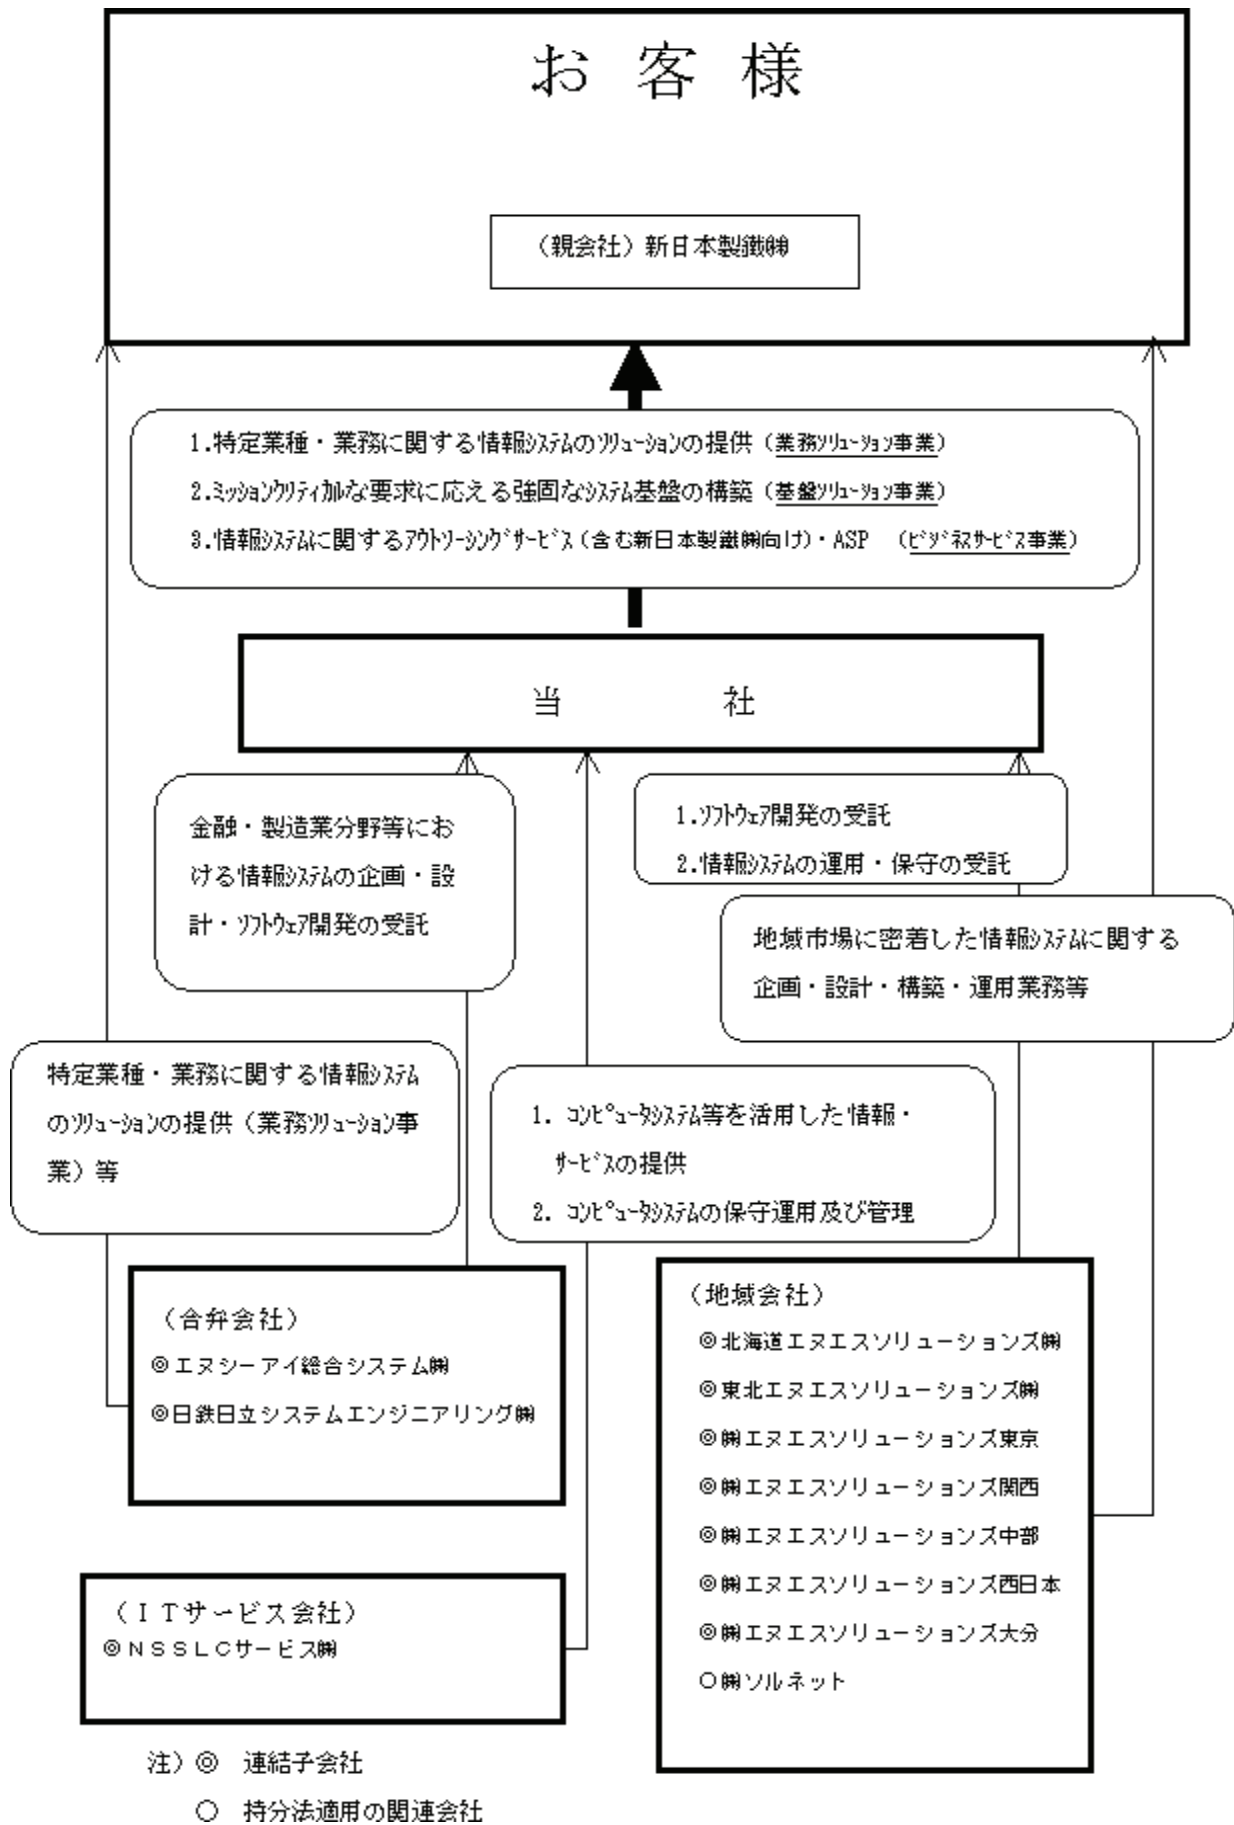 お客様
（親会社）新日本製鐵㈱
1.特定業種・業務に関する情報ｼｽﾃﾑのｿﾘｭｰｼｮﾝの提供（業務ｿﾘｭｰｼｮﾝ事業）
2.ﾐｯｼｮﾝｸﾘﾃｨｶﾙな要求に応える強固なｼｽﾃﾑ基盤の構築（基盤ｿﾘｭｰｼｮﾝ事業）
3.情報ｼｽﾃﾑに関するｱｳﾄｿｰｼﾝｸﾞｻｰﾋﾞｽ（含む新日本製鐵㈱向け）・ASP （ﾋﾞｼﾞﾈｽｻｰﾋﾞｽ事業）
当社
金融・製造業分野等にお
ける情報ｼｽﾃﾑの企画・設
計・ｿﾌﾄｳｪｱ開発の受託
1.ｿﾌﾄｳｪｱ開発の受託
2.情報ｼｽﾃﾑの運用・保守の受託
地域市場に密着した情報ｼｽﾃﾑに関する
企画・設計・構築・運用業務等
特定業種・業務に関する情報ｼｽﾃﾑ
のｿﾘｭｰｼｮﾝの提供（業務ｿﾘｭｰｼｮﾝ事
業）等
1. ｺﾝﾋﾟｭｰﾀｼｽﾃﾑ等を活用した情報・
ｻｰﾋﾞｽの提供
2. ｺﾝﾋﾟｭｰﾀｼｽﾃﾑの保守運用及び管理
（合弁会社）
◎エヌシーアイ総合システム㈱
◎日鉄日立システムエンジニアリング㈱
（ＩＴサービス会社）
◎ＮＳＳＬＣサービス㈱
（地域会社）
◎北海道エヌエスソリューションズ㈱
◎東北エヌエスソリューションズ㈱
◎㈱エヌエスソリューションズ東京
◎㈱エヌエスソリューションズ関西
◎㈱エヌエスソリューションズ中部
◎㈱エヌエスソリューションズ西日本
◎㈱エヌエスソリューションズ大分
○㈱ソルネット
注）◎ 連結子会社
○ 持分法適用の関連会社